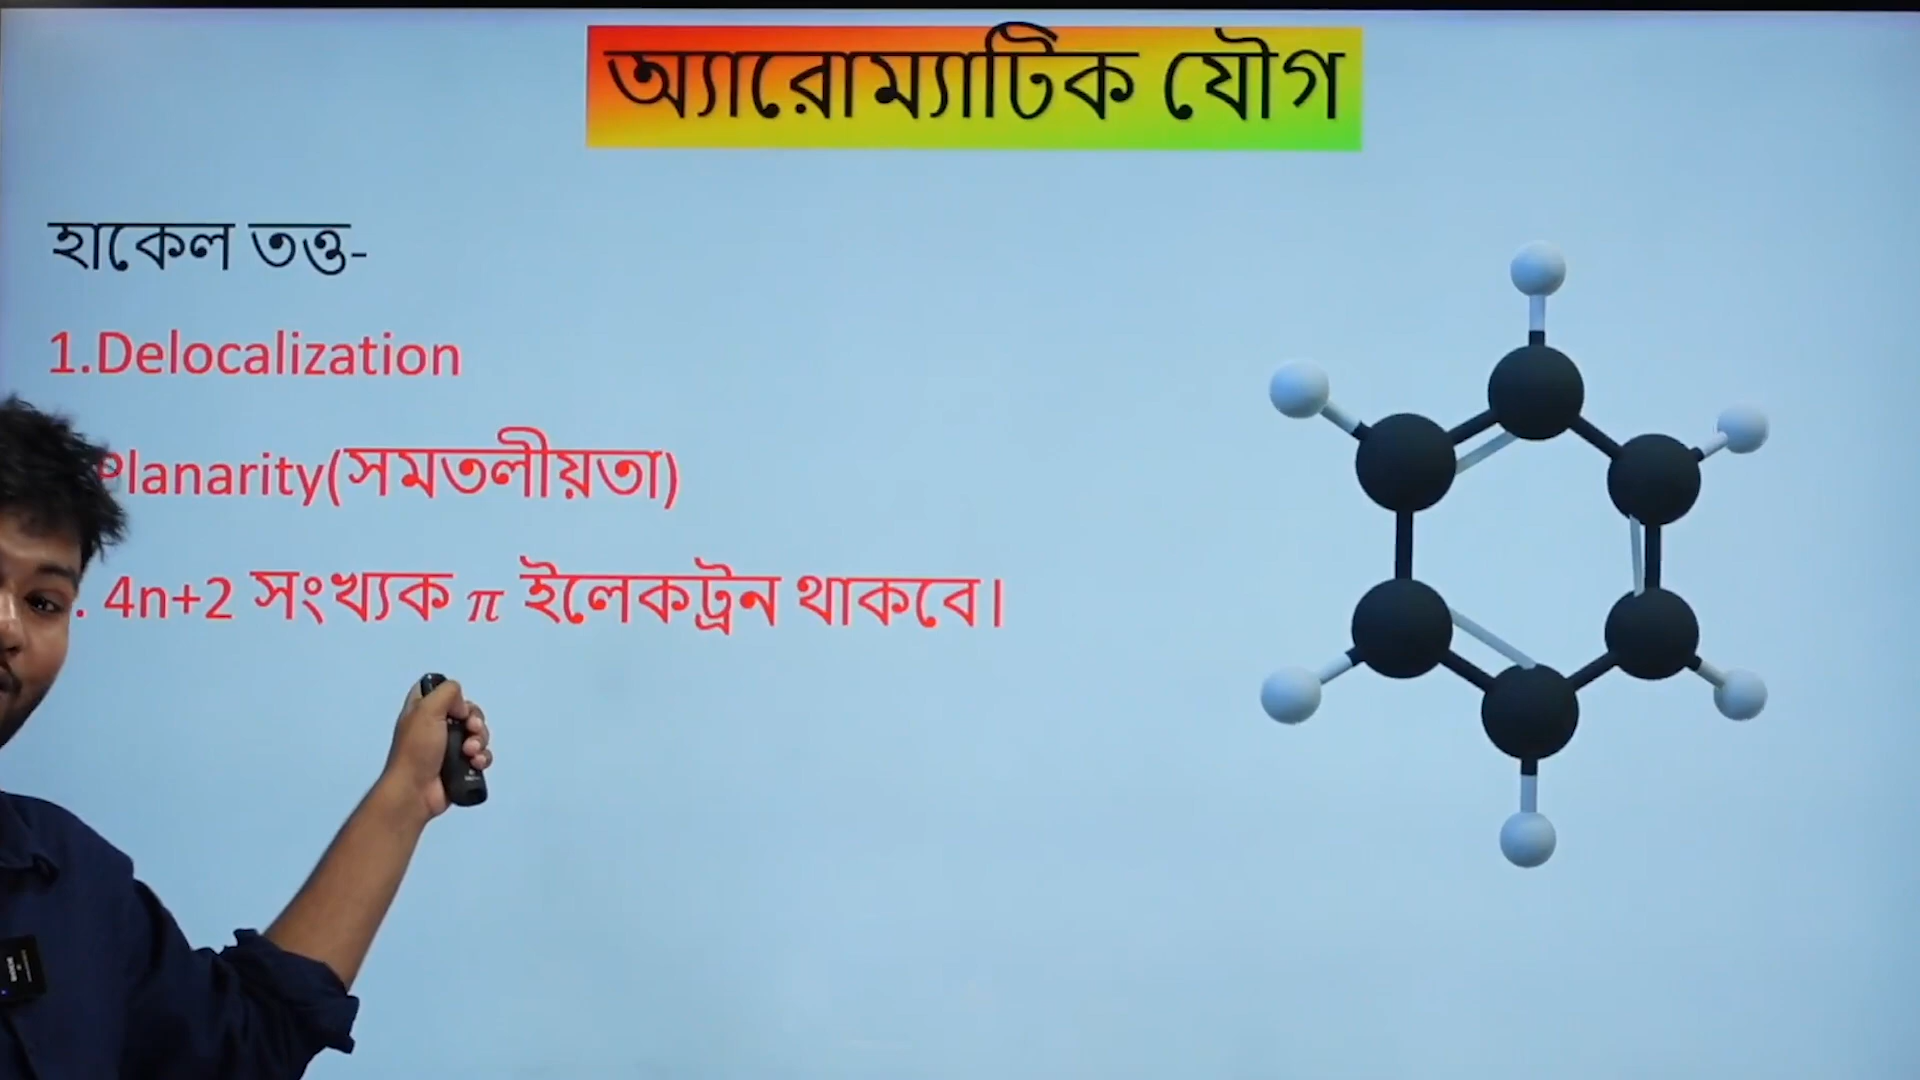 অ্যারোম্যাটিক যৌগ
হাকেল তত্ত-
1.Delocalization
Planarity(সমতলীয়তা)
. 4n+2 সংখ্যক π ইলেকট্রন থাকবে।